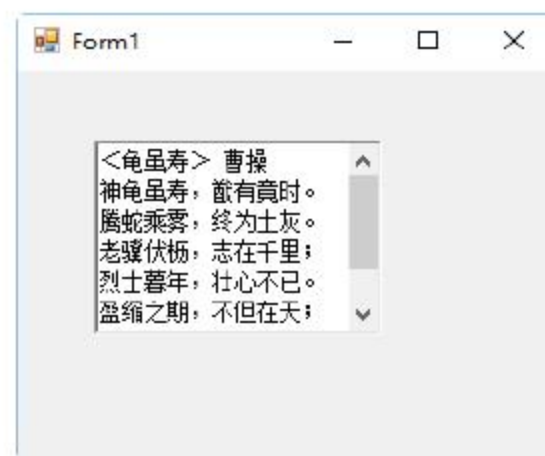 Form1
＜龟虽寿＞ 曹操
神龟虽寿，猷有竟时。
腾蛇乘雾，终为土灰。
老骥伏枥，志在千里；
烈士暮年，壮心不已。
盈缩之期，不但在天；